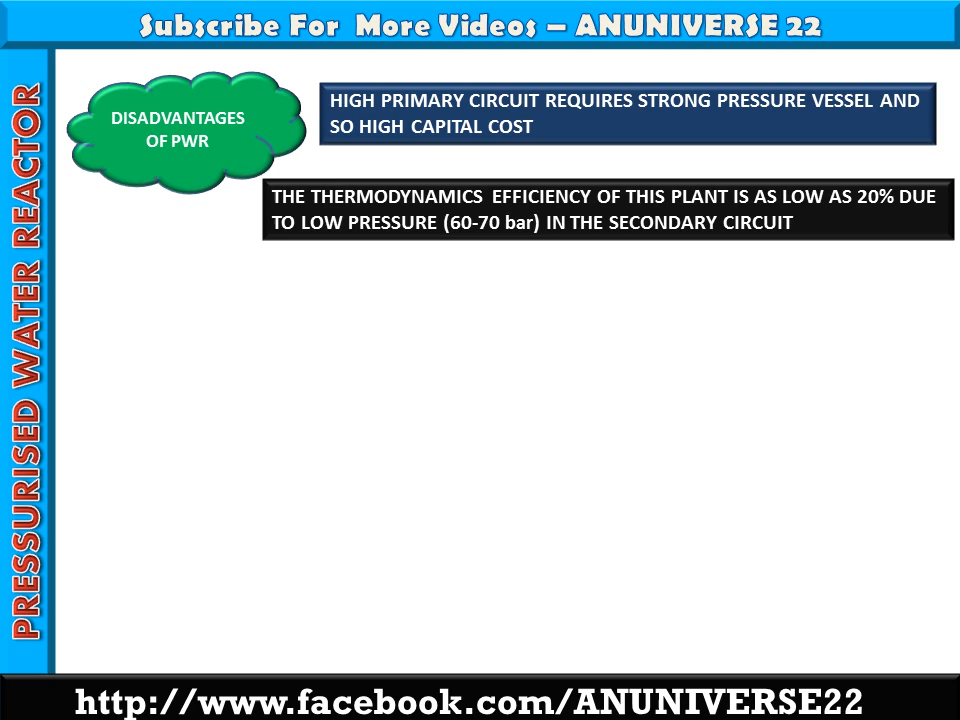 Subscribe For More Videos – ANUNIVERSE 22
PRESSURISED WATER REACTOR
DISADVANTAGES
OF PWR
HIGH PRIMARY CIRCUIT REQUIRES STRONG PRESSURE VESSEL AND
SO HIGH CAPITAL COST
THE THERMODYNAMICS EFFICIENCY OF THIS PLANT IS AS LOW AS 20% DUE
TO LOW PRESSURE (60-70 bar) IN THE SECONDARY CIRCUIT
http://www.facebook.com/ANUNIVERSE22